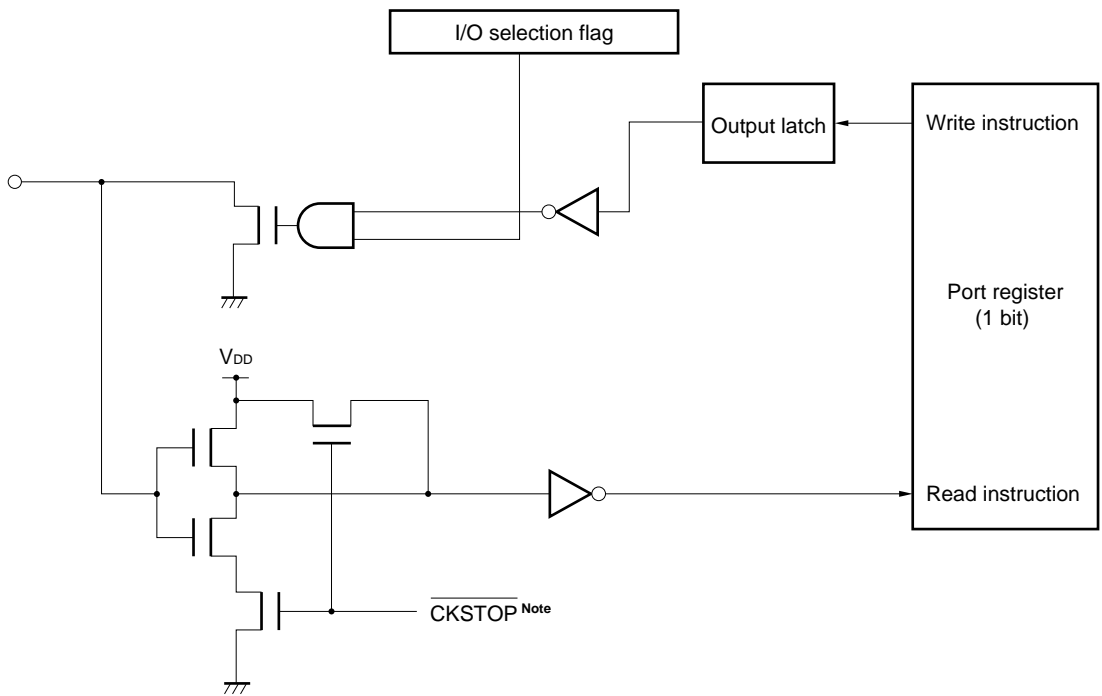 I/O selection flag
Output latch
Write instruction
Port register
(1 bit)
VDD
Read instruction
CKSTOP Note